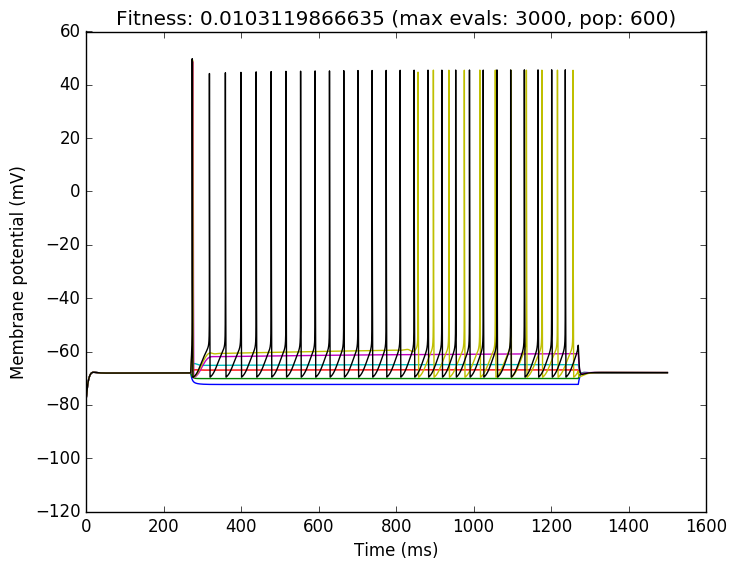 Fitness: 0.0103119866635 (max evals: 3000, pop: 600)
60
40
20
0
−20
−40
−60
−80
−100
−120
Membrane potential (mV)
0 200 400 600 800 1000 1200 1400 1600
Time (ms)